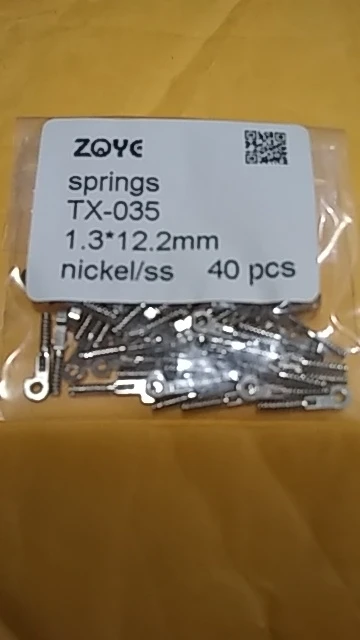 ZOYE
springs
TX-035
1.3*12.2mm
nickel/ss 40 pcs